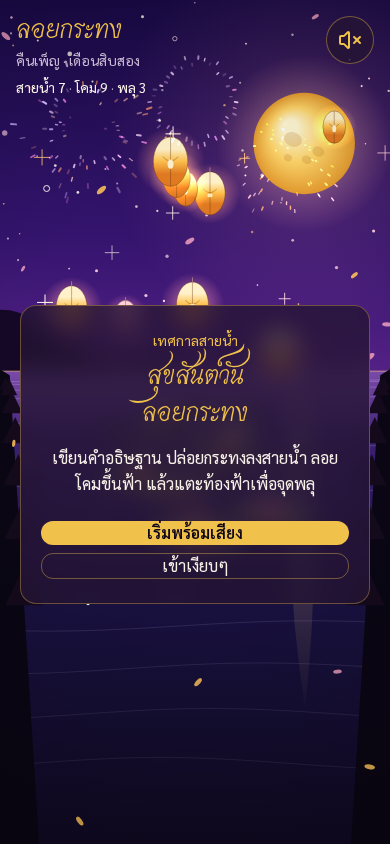 ลอยกระทง
คืนเพ็ญ เดือนสิบสอง
สายน้ำ 7 · โคม 9 · พลุ 3
เทศกาลสายน้ำ
สุขสันต์วัน
ลอยกระทง
เขียนคำอธิษฐาน ปล่อยกระทงลงสายน้ำ ลอย
โคมขึ้นฟ้า แล้วแตะท้องฟ้าเพื่อจุดพลุ
เริ่มพร้อมเสียง
เข้าเงียบๆ